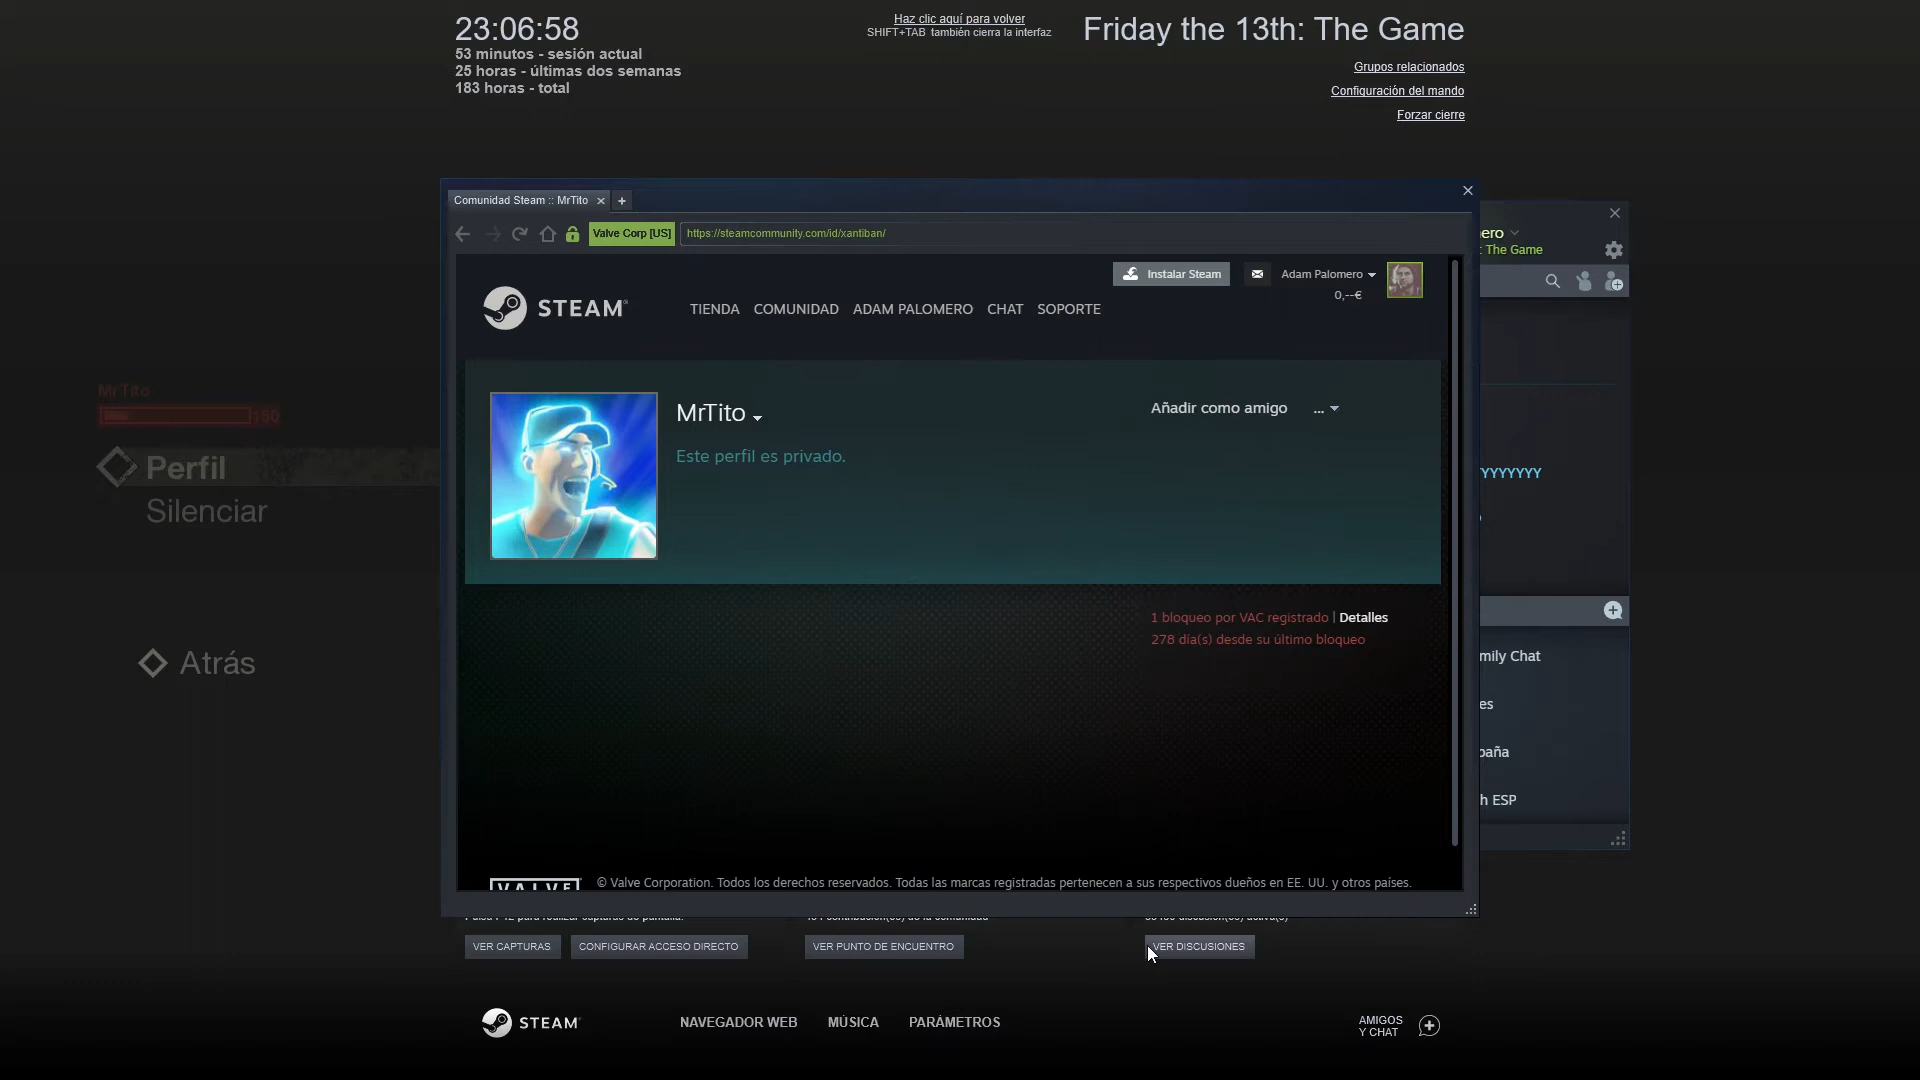 23:06:58
53 minutos - sesión actual
25 horas - últimas dos semanas
183 horas - total
Haz clic aquí para volver
SHIFT+TAB también cierra la interfaz
Friday the 13th: The Game
Grupos relacionados
Configuración del mando
Forzar cierre
Comunidad Steam :: MrTito
Valve Corp [US]
https://steamcommunity.com/id/xantiban/
: The Game
Instalar Steam
Adam Palomero
0,--€
STEAM
TIENDA COMUNIDAD ADAM PALOMERO CHAT SOPORTE
MrTito
150
Perfil
Silenciar
Atrás
MrTito
Este perfil es privado.
Añadir como amigo ...
1 bloqueo por VAC registrado | Detalles
278 día(s) desde su último bloqueo
Chat
ESP
VALVE
© Valve Corporation. Todos los derechos reservados. Todas las marcas registradas pertenecen a sus respectivos dueños en EE. UU. y otros países.
VER CAPTURAS
CONFIGURAR ACCESO DIRECTO
VER PUNTO DE ENCUENTRO
VER DISCUSIONES
STEAM
NAVEGADOR WEB
MÚSICA
PARÁMETROS
AMIGOS
Y CHAT